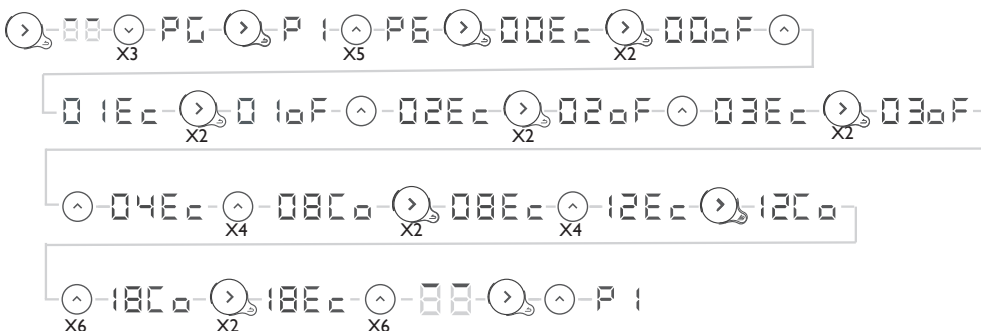 88 PG P1 P6 00Ec 00oF
X3 X5 X2
01Ec 01oF 02Ec 02oF 03Ec 03oF
X2 X2 X2
04Ec 08Co 08Ec 12Ec 12Co
X4 X2 X4
18Co 18Ec 88 P1
X6 X2 X6